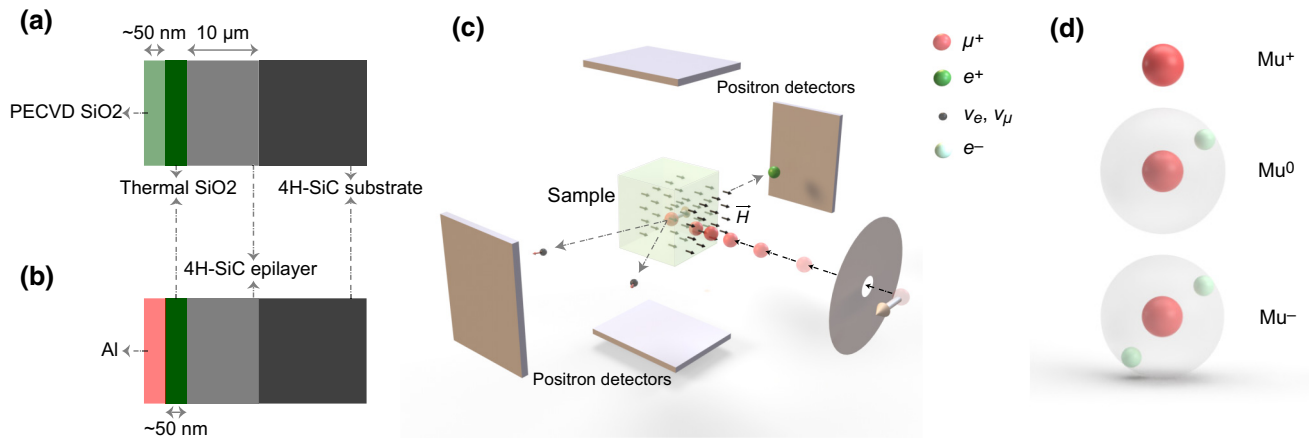 (a)
~50 nm
10 µm
PECVD SiO2
Thermal SiO2
4H-SiC substrate
(b)
4H-SiC epilayer
Al
~50 nm
(c)
Positron detectors
Sample
H
Positron detectors
μ+
e+
νe, νμ
e–
(d)
Mu+
Mu0
Mu–